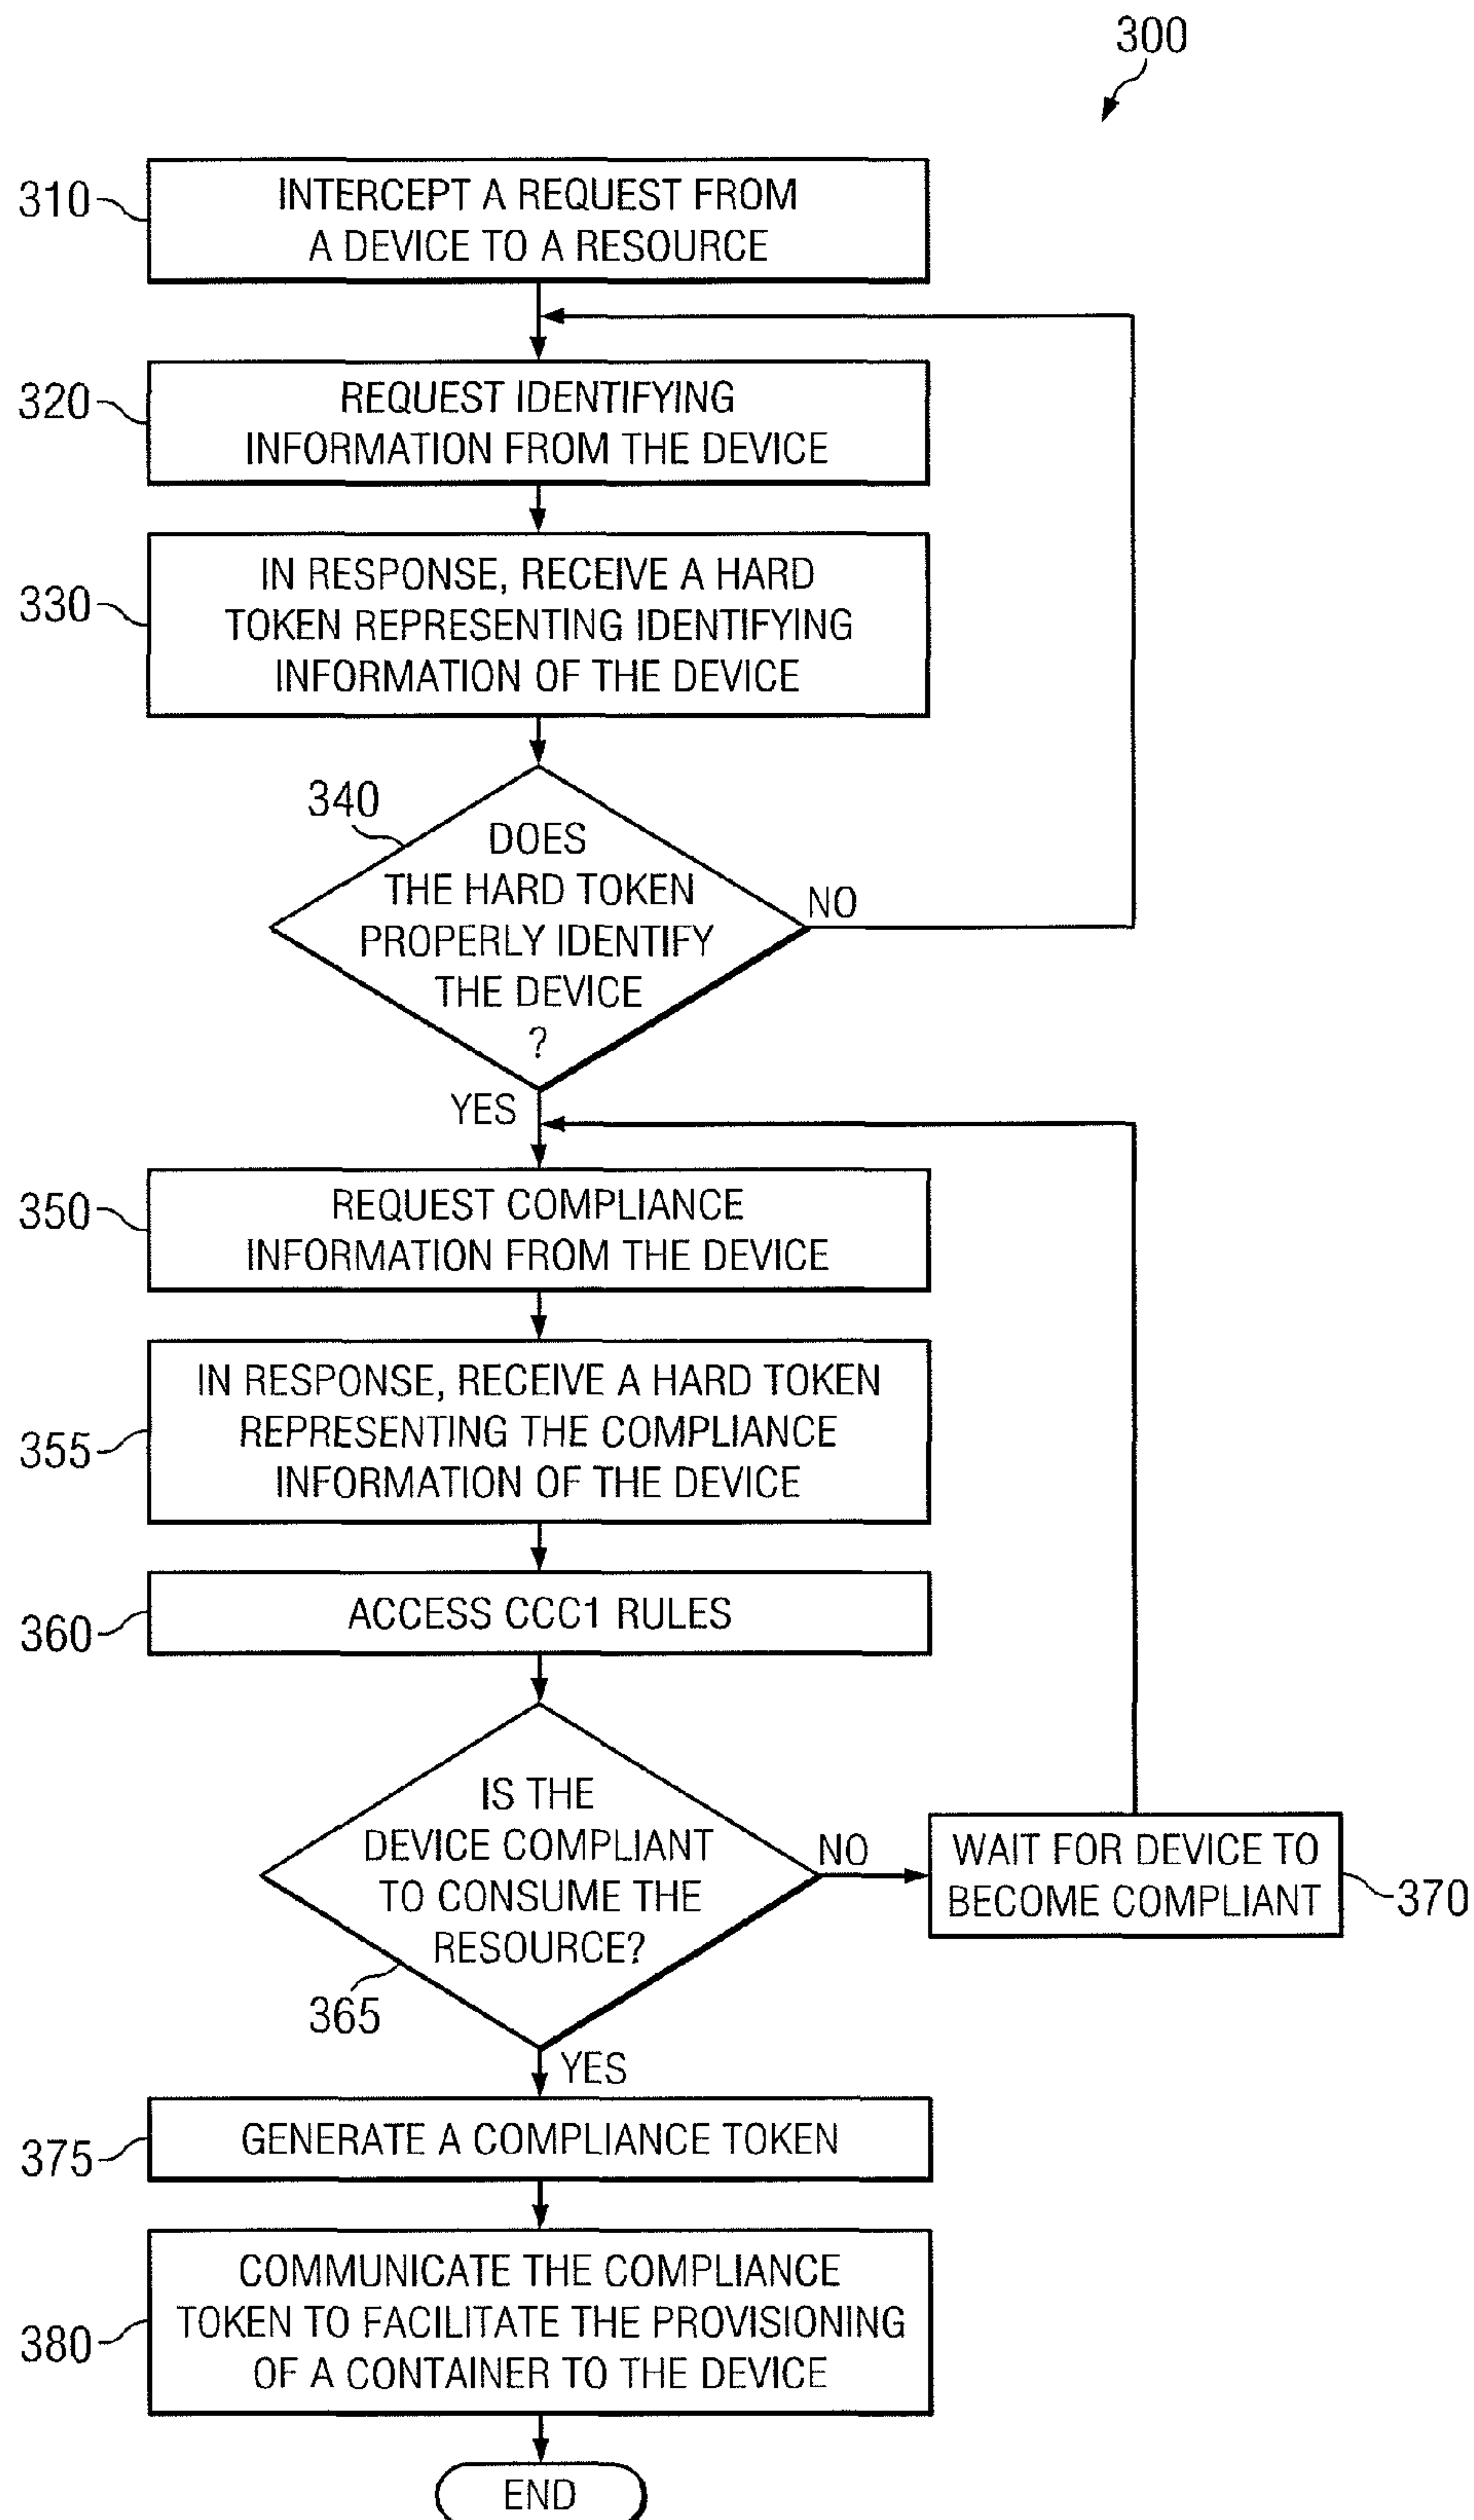 300
310
INTERCEPT A REQUEST FROM
A DEVICE TO A RESOURCE
320
REQUEST IDENTIFYING
INFORMATION FROM THE DEVICE
330
IN RESPONSE, RECEIVE A HARD
TOKEN REPRESENTING IDENTIFYING
INFORMATION OF THE DEVICE
340
DOES
THE HARD TOKEN
PROPERLY IDENTIFY
THE DEVICE
?
NO
YES
350
REQUEST COMPLIANCE
INFORMATION FROM THE DEVICE
355
IN RESPONSE, RECEIVE A HARD TOKEN
REPRESENTING THE COMPLIANCE
INFORMATION OF THE DEVICE
360
ACCESS CCC1 RULES
IS THE
DEVICE COMPLIANT
TO CONSUME THE
RESOURCE?
365
NO
WAIT FOR DEVICE TO
BECOME COMPLIANT
370
YES
375
GENERATE A COMPLIANCE TOKEN
380
COMMUNICATE THE COMPLIANCE
TOKEN TO FACILITATE THE PROVISIONING
OF A CONTAINER TO THE DEVICE
END